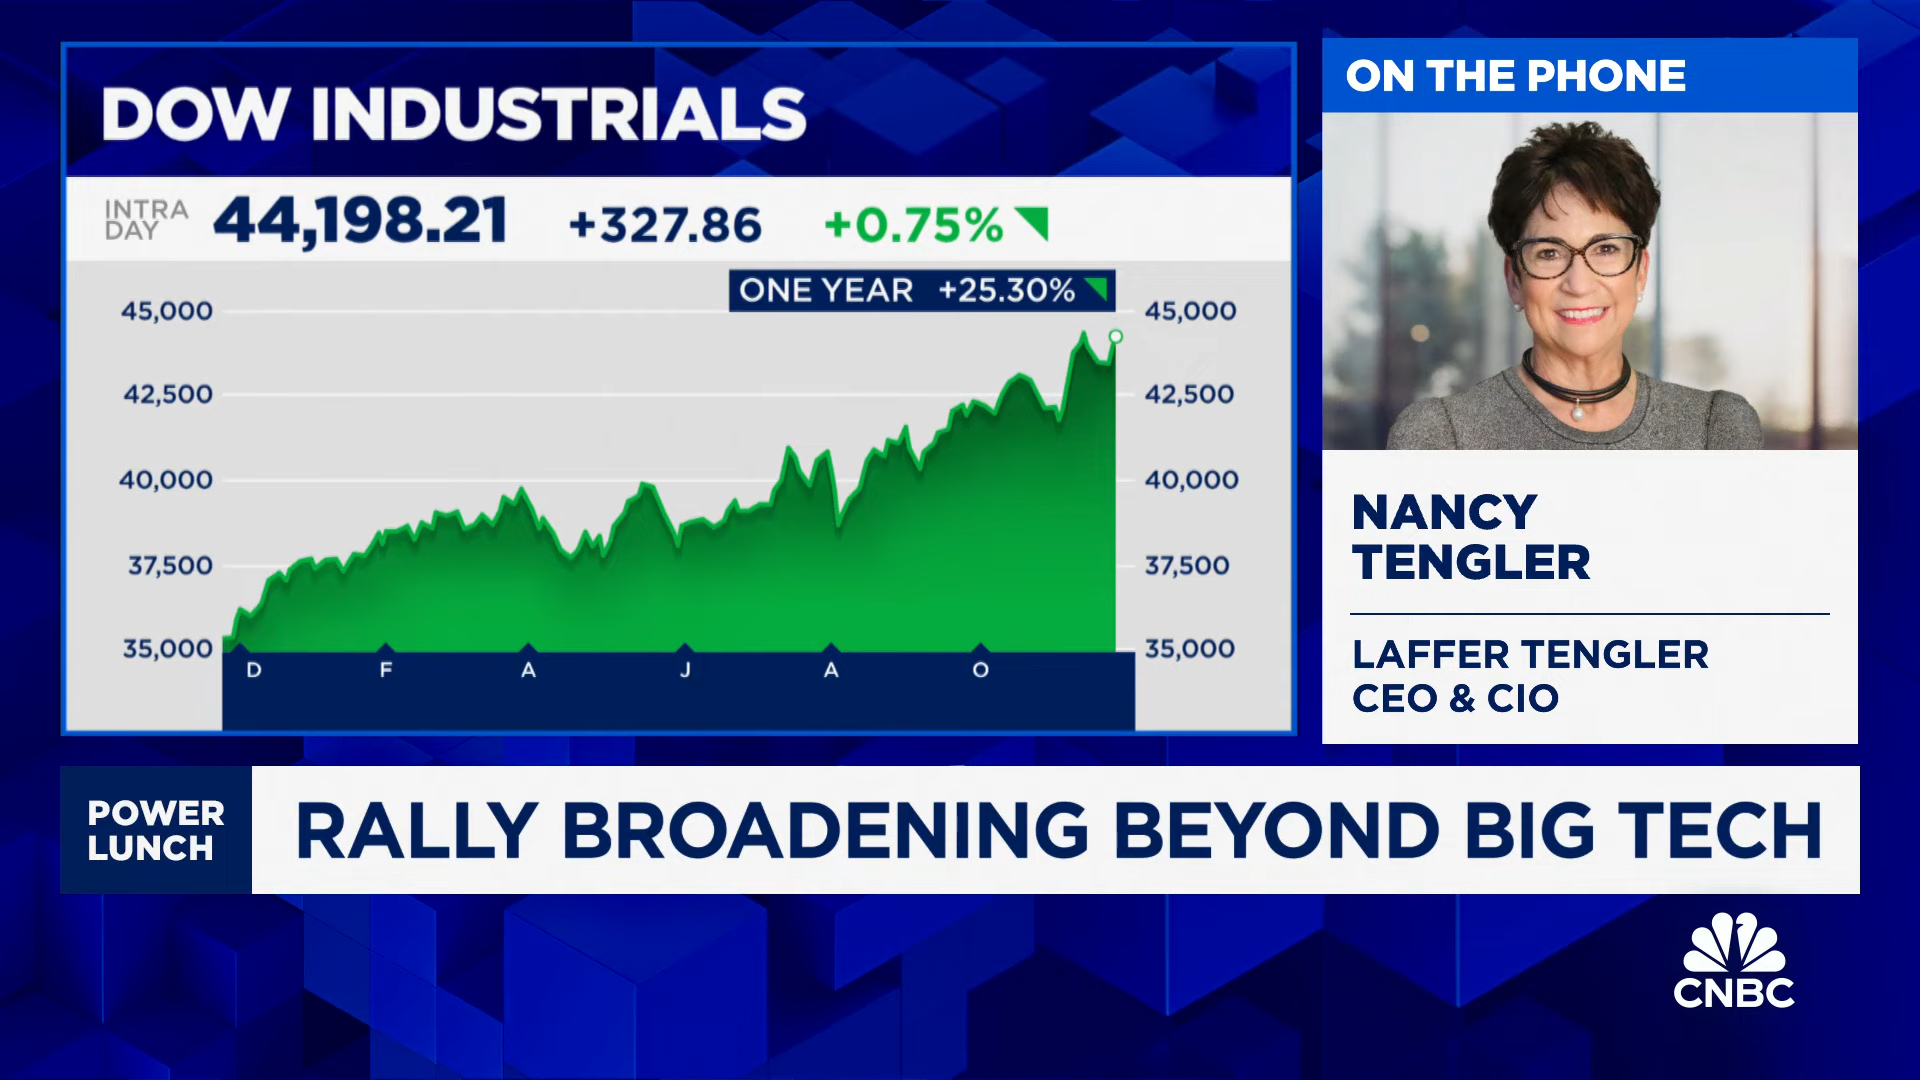 DOW INDUSTRIALS
INTRA
DAY
44,198.21 +327.86 +0.75%
ONE YEAR +25.30%
45,000 45,000
42,500 42,500
40,000 40,000
37,500 37,500
35,000 35,000
D F A J A O
ON THE PHONE
NANCY
TENGLER
LAFFER TENGLER
CEO & CIO
POWER
LUNCH
RALLY BROADENING BEYOND BIG TECH
CNBC